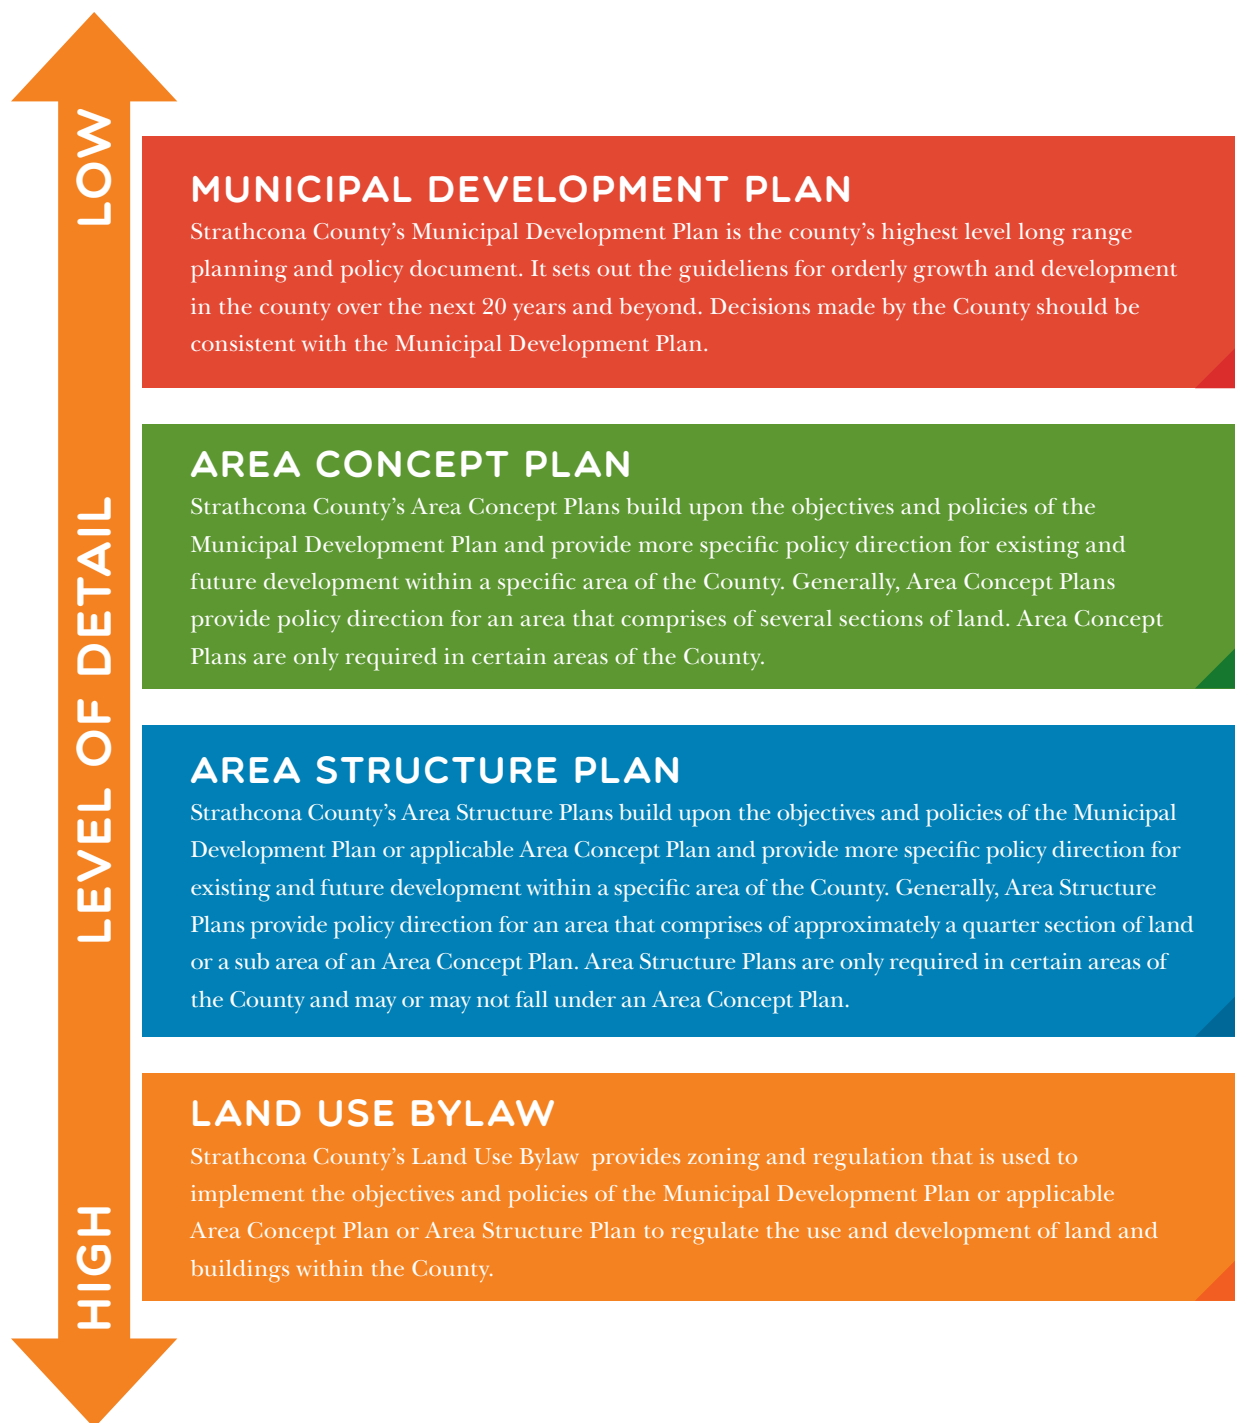 LOW
LEVEL OF DETAIL
HIGH
MUNICIPAL DEVELOPMENT PLAN
Strathcona County’s Municipal Development Plan is the county’s highest level long range
planning and policy document. It sets out the guideliens for orderly growth and development
in the county over the next 20 years and beyond. Decisions made by the County should be
consistent with the Municipal Development Plan.
AREA CONCEPT PLAN
Strathcona County’s Area Concept Plans build upon the objectives and policies of the
Municipal Development Plan and provide more specific policy direction for existing and
future development within a specific area of the County. Generally, Area Concept Plans
provide policy direction for an area that comprises of several sections of land. Area Concept
Plans are only required in certain areas of the County.
AREA STRUCTURE PLAN
Strathcona County’s Area Structure Plans build upon the objectives and policies of the Municipal
Development Plan or applicable Area Concept Plan and provide more specific policy direction for
existing and future development within a specific area of the County. Generally, Area Structure
Plans provide policy direction for an area that comprises of approximately a quarter section of land
or a sub area of an Area Concept Plan. Area Structure Plans are only required in certain areas of
the County and may or may not fall under an Area Concept Plan.
LAND USE BYLAW
Strathcona County’s Land Use Bylaw  provides zoning and regulation that is used to
implement the objectives and policies of the Municipal Development Plan or applicable
Area Concept Plan or Area Structure Plan to regulate the use and development of land and
buildings within the County.